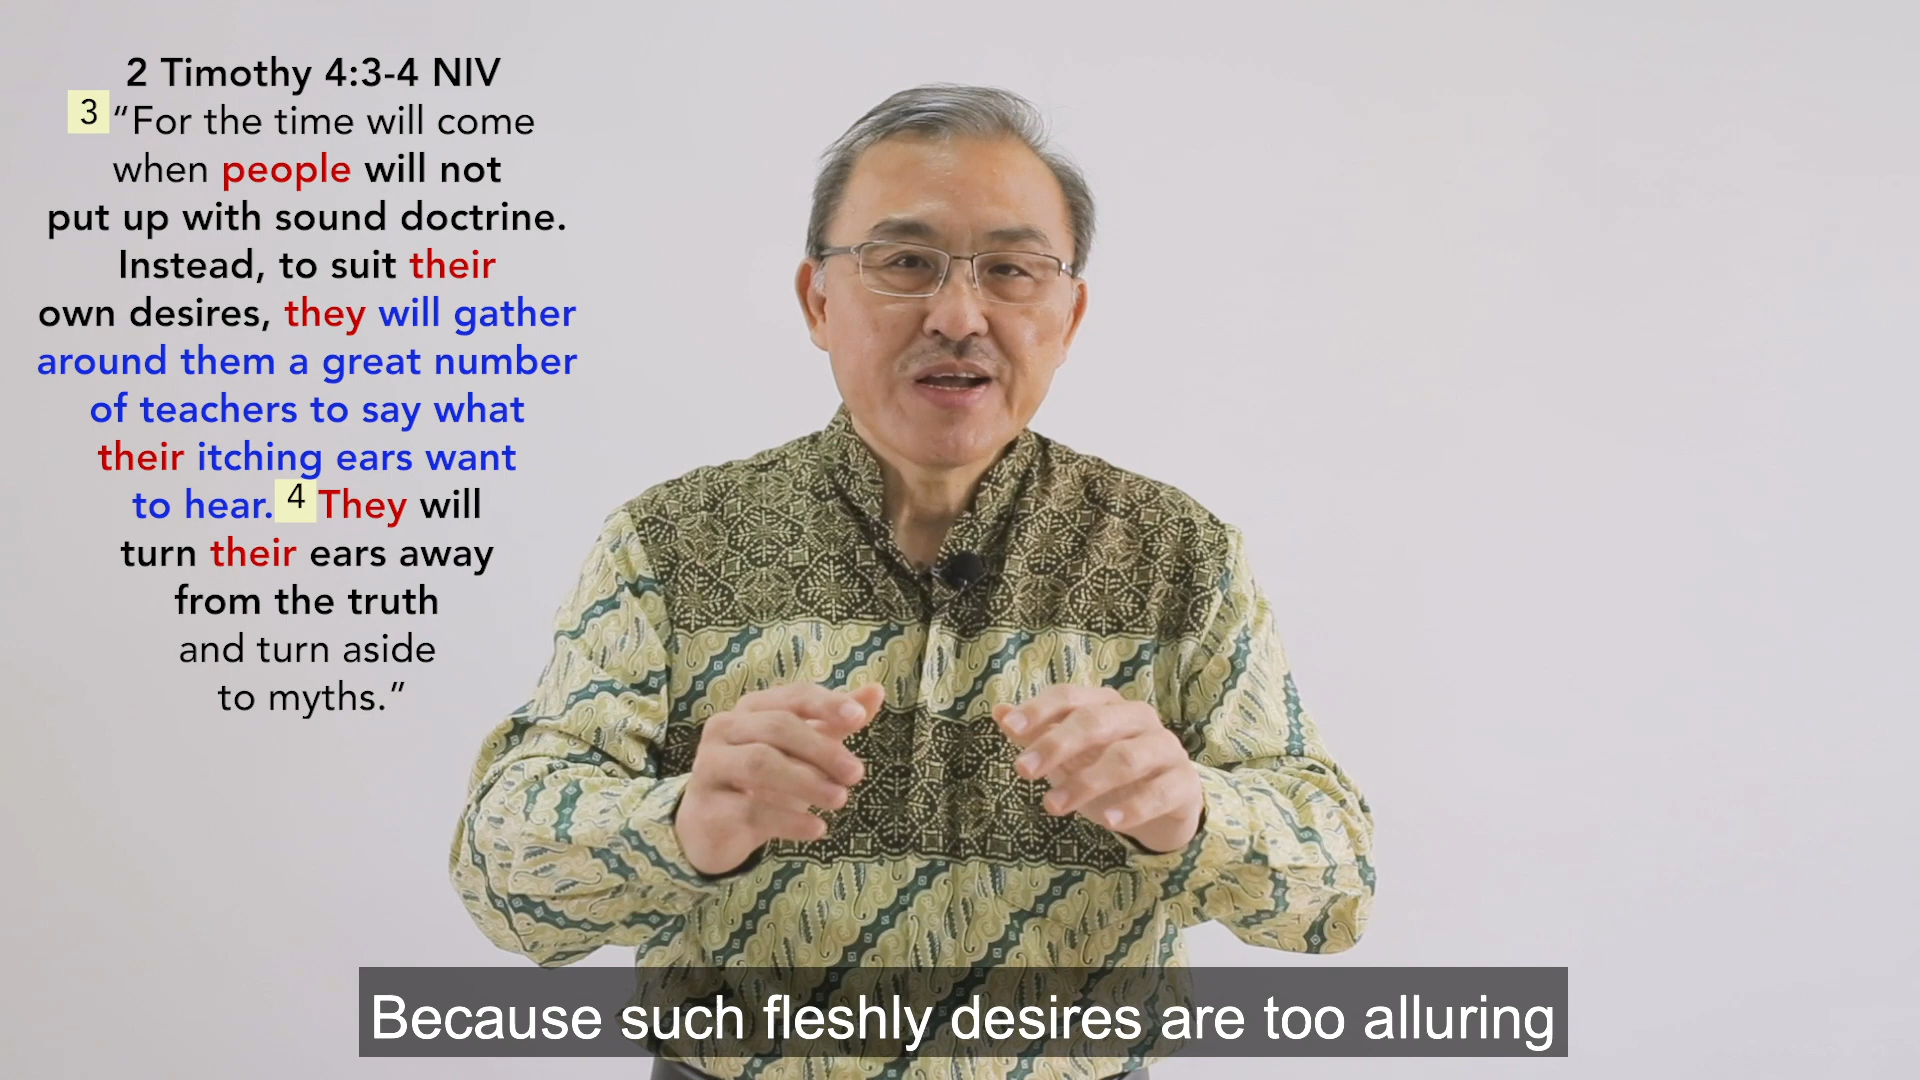 2 Timothy 4:3-4 NIV
3 “For the time will come
when people will not
put up with sound doctrine.
Instead, to suit their
own desires, they will gather
around them a great number
of teachers to say what
their itching ears want
to hear. 4 They will
turn their ears away
from the truth
and turn aside
to myths.”
Because such fleshly desires are too alluring